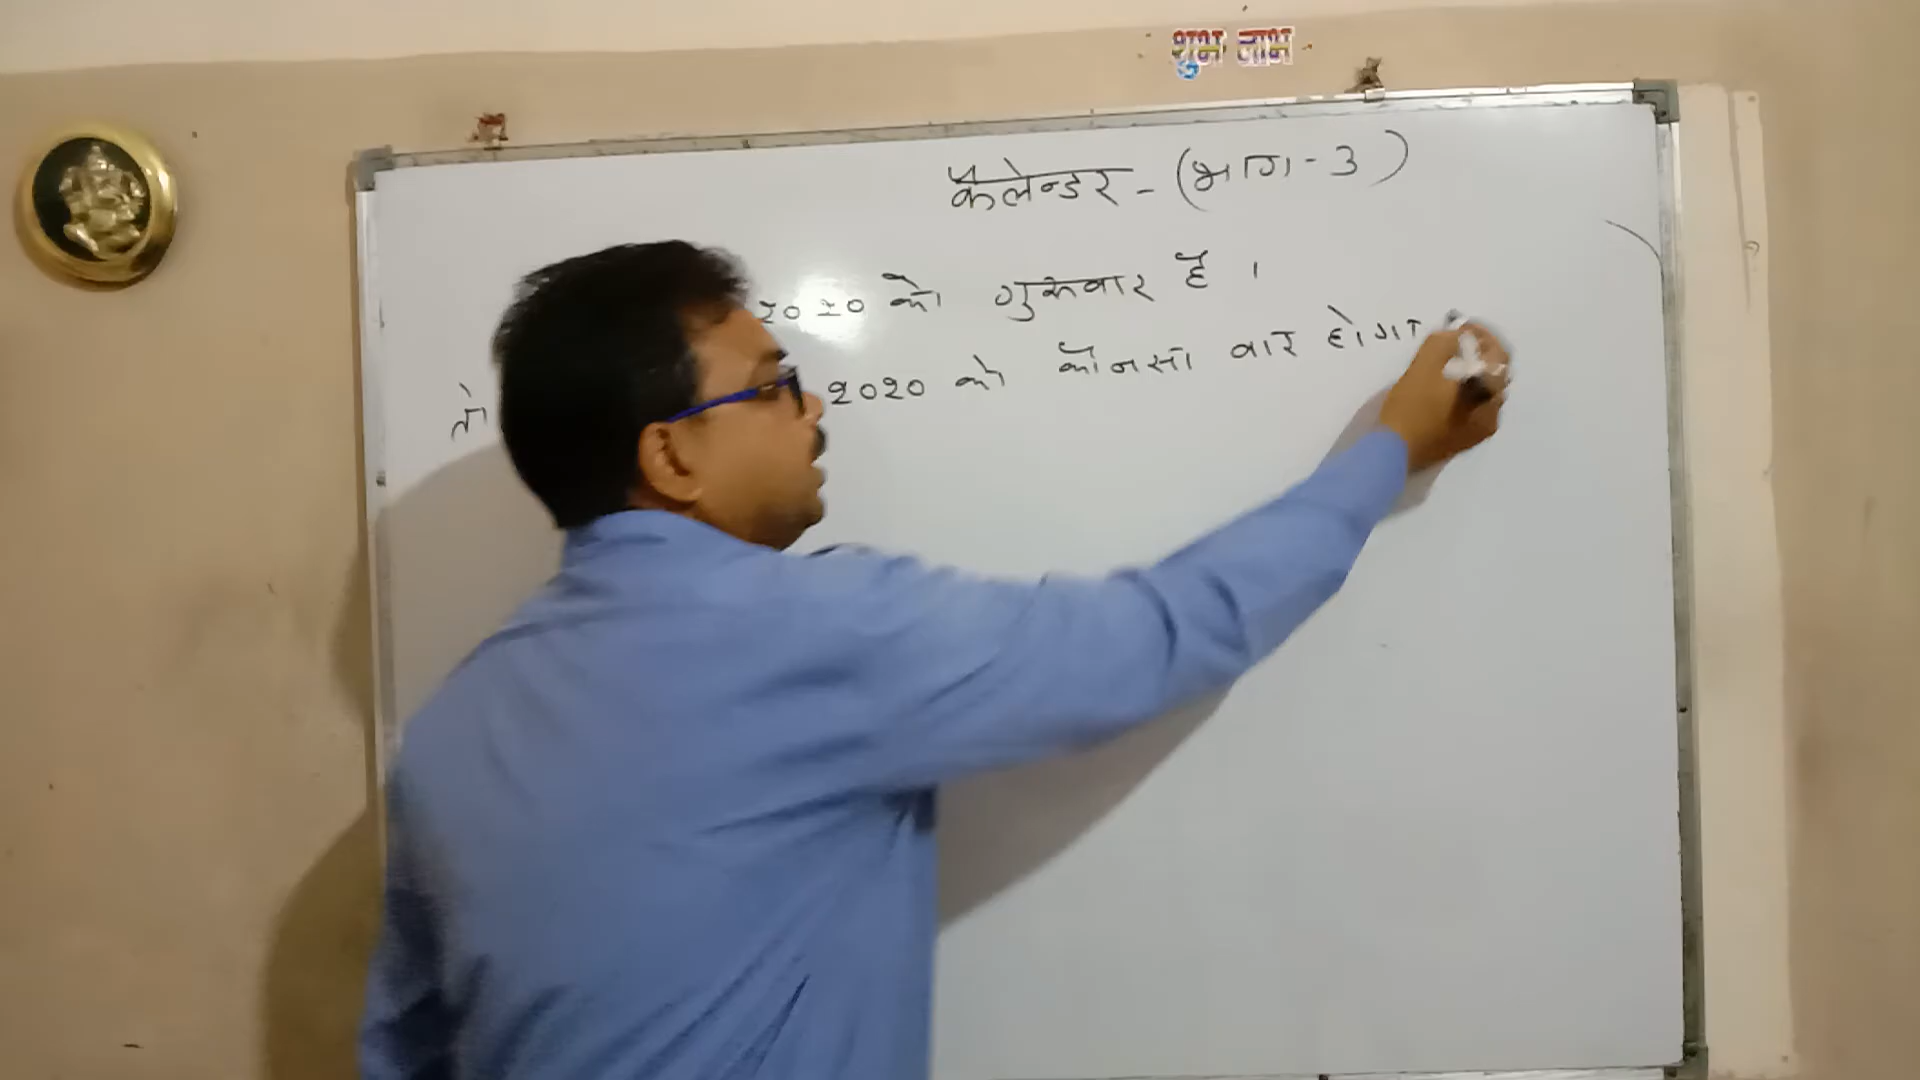 शुभ लाभ
कैलेन्डर - (भाग - 3)
2020 को गुरूवार है ।
तो 2020 को कौनसा वार होगा